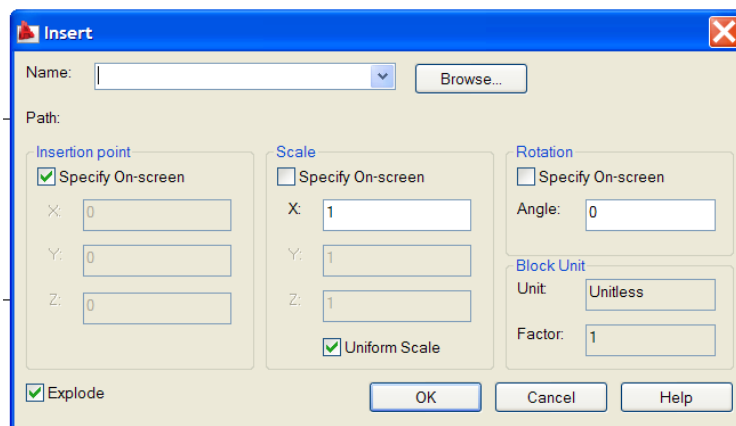 Insert
Name:
Browse...
Path:
Insertion point
Specify On-screen
X: 0
Y: 0
Z: 0
Scale
Specify On-screen
X: 1
Y: 1
Z: 1
Uniform Scale
Rotation
Specify On-screen
Angle: 0
Block Unit
Unit: Unitless
Factor: 1
Explode
OK Cancel Help